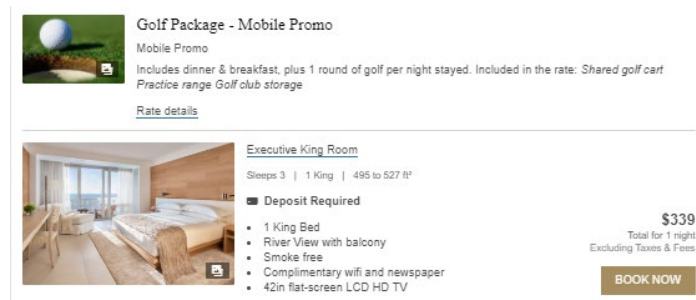 Golf Package - Mobile Promo
Mobile Promo
Includes dinner & breakfast, plus 1 round of golf per night stayed. Included in the rate: Shared golf cart
Practice range Golf club storage
Rate details
Executive King Room
Sleeps 3 | 1 King | 495 to 527 ft²
Deposit Required
• 1 King Bed
• River View with balcony
• Smoke free
• Complimentary wifi and newspaper
• 42in flat-screen LCD HD TV
$339
Total for 1 night
Excluding Taxes & Fees
BOOK NOW